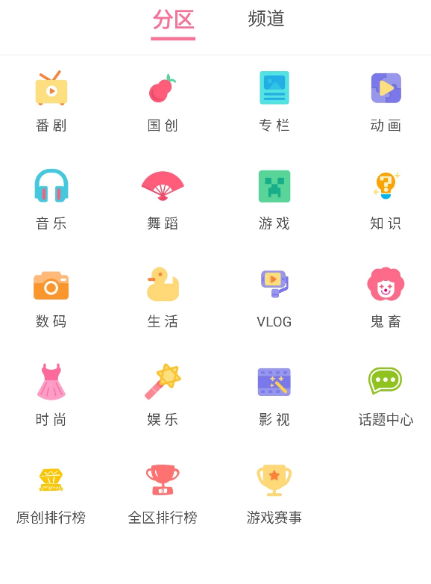 分区 频道
番剧 国创 专栏 动画
音乐 舞蹈 游戏 知识
数码 生活 VLOG 鬼畜
时尚 娱乐 影视 话题中心
原创排行榜 全区排行榜 游戏赛事